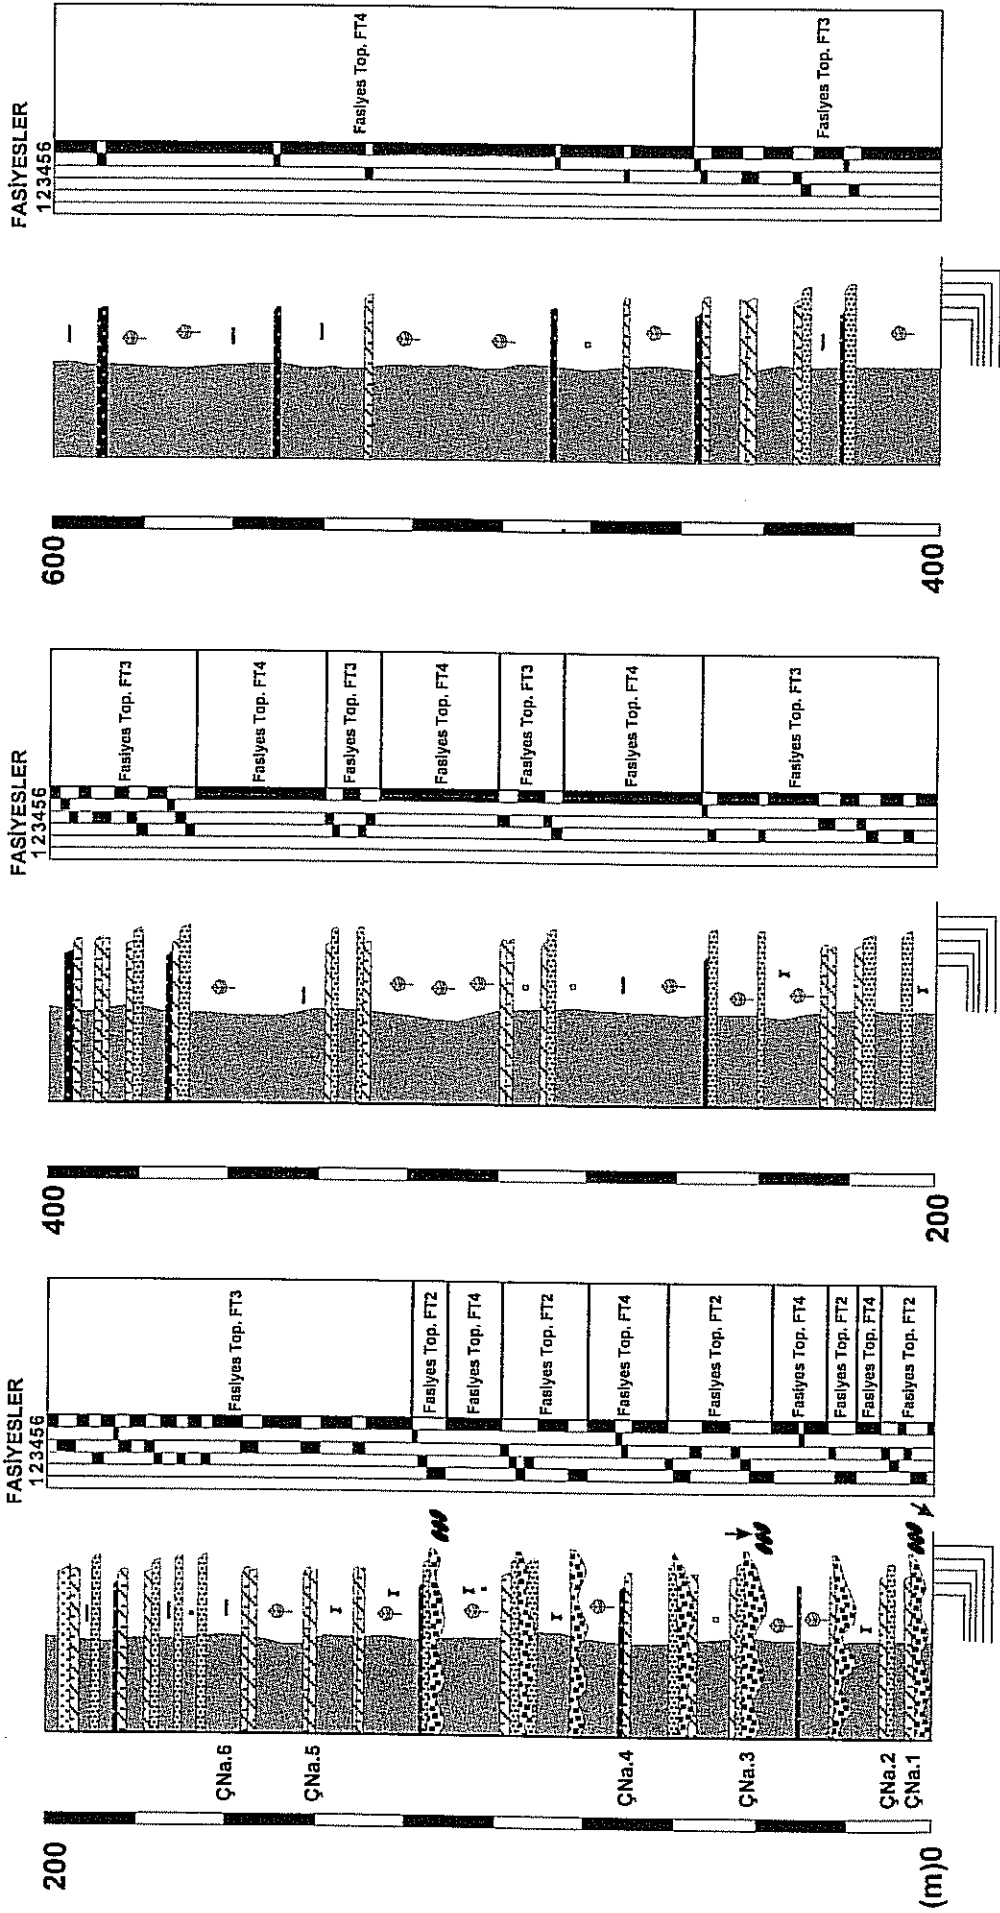 FASİYESLER
123456
Fasiyes Top. FT4
Fasiyes Top. FT3
600
400
FASİYESLER
123456
Fasiyes Top. FT3
Fasiyes Top. FT4
Fasiyes Top. FT3
Fasiyes Top. FT4
Fasiyes Top. FT3
Fasiyes Top. FT4
Fasiyes Top. FT3
400
200
FASİYESLER
123456
Fasiyes Top. FT3
Fasiyes Top. FT2
Fasiyes Top. FT4
Fasiyes Top. FT2
Fasiyes Top. FT4
Fasiyes Top. FT2
Fasiyes Top. FT4
Fasiyes Top. FT2
Fasiyes Top. FT4
Fasiyes Top. FT2
ÇNa.6
ÇNa.5
ÇNa.4
ÇNa.3
ÇNa.2
ÇNa.1
200
(m)0